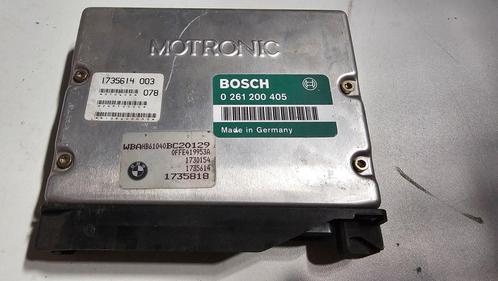 MOTRONIC
1735614 003
078
BOSCH
0 261 200 405
Made in Germany
WBAHB61040BC20129
0FFE419953A
1730154
1735614
1735818